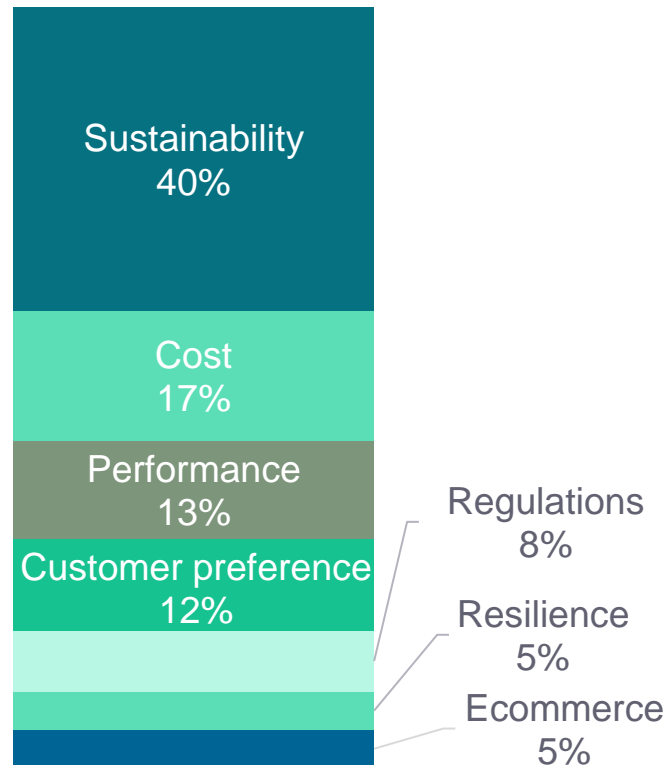 Sustainability
40%
Cost
17%
Performance
13%
Customer preference
12%
Regulations
8%
Resilience
5%
Ecommerce
5%